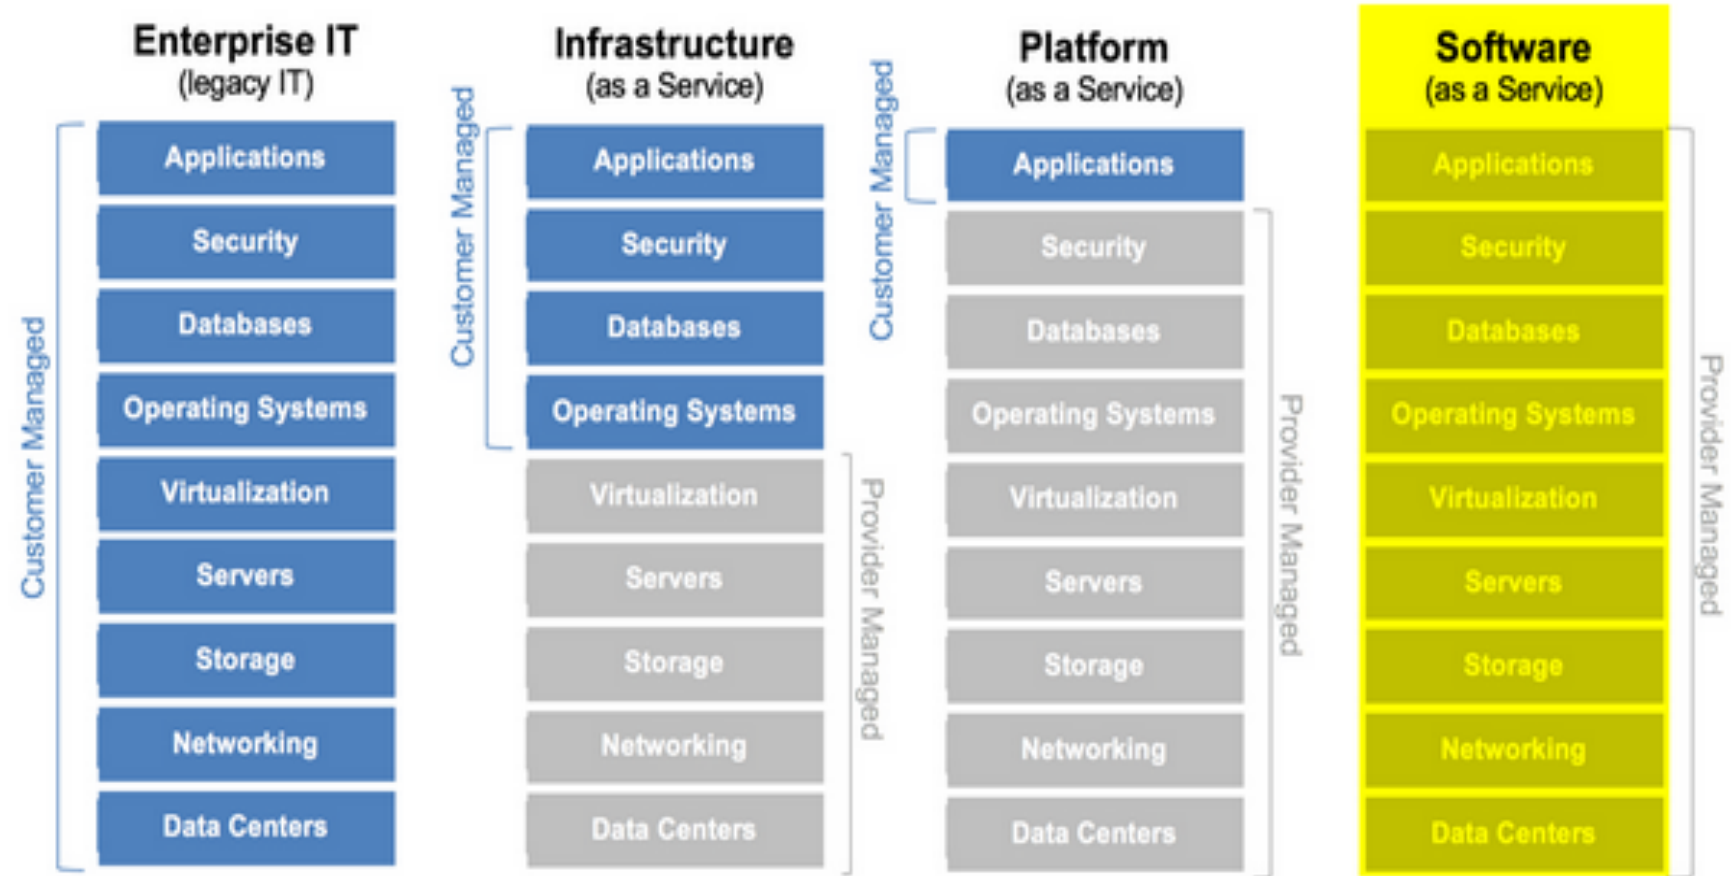 Enterprise IT
(legacy IT)
Customer Managed
Applications
Security
Databases
Operating Systems
Virtualization
Servers
Storage
Networking
Data Centers
Infrastructure
(as a Service)
Customer Managed
Applications
Security
Databases
Operating Systems
Virtualization
Servers
Storage
Networking
Data Centers
Provider Managed
Platform
(as a Service)
Customer Managed
Applications
Security
Databases
Operating Systems
Virtualization
Servers
Storage
Networking
Data Centers
Provider Managed
Software
(as a Service)
Applications
Security
Databases
Operating Systems
Virtualization
Servers
Storage
Networking
Data Centers
Provider Managed